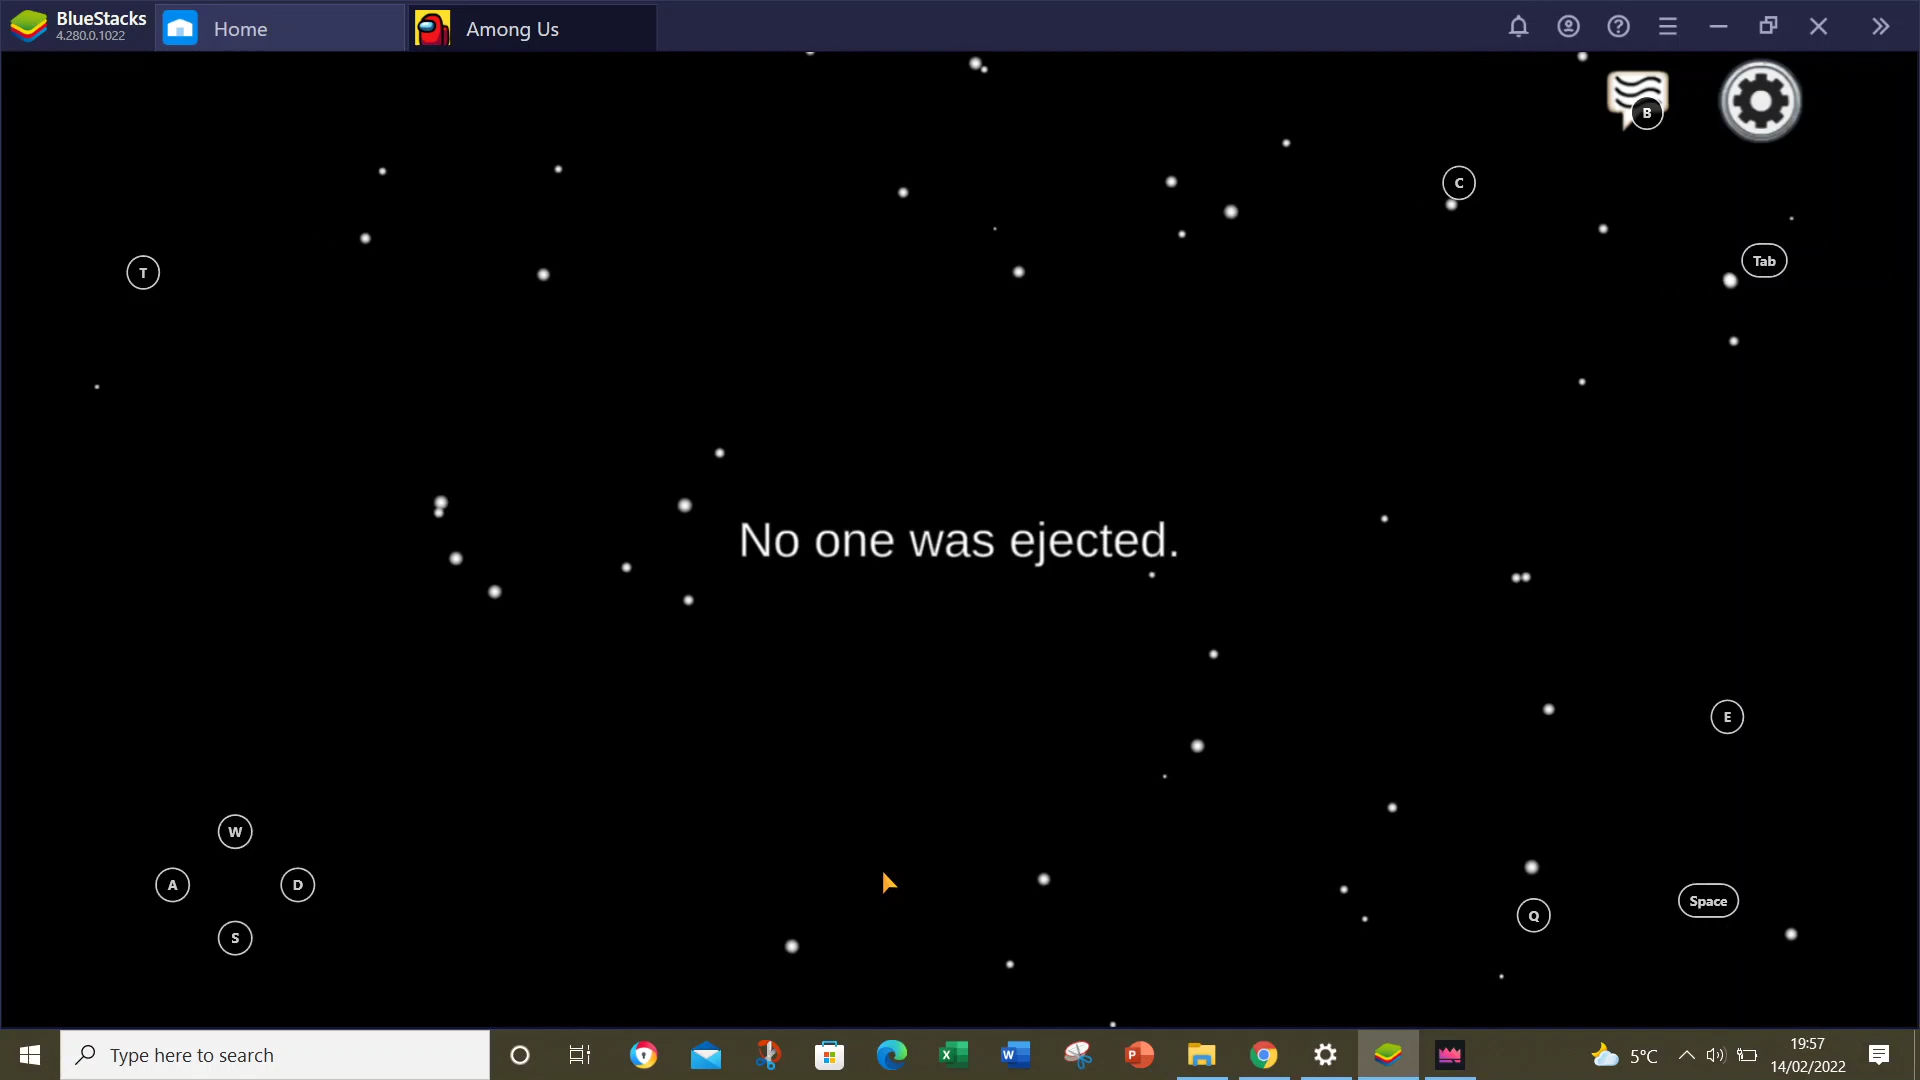 BlueStacks
4.280.0.1022
Home
Among Us
B
C
T
Tab
No one was ejected.
E
W
A
D
S
Q
Space
Type here to search
5°C
19:57
14/02/2022